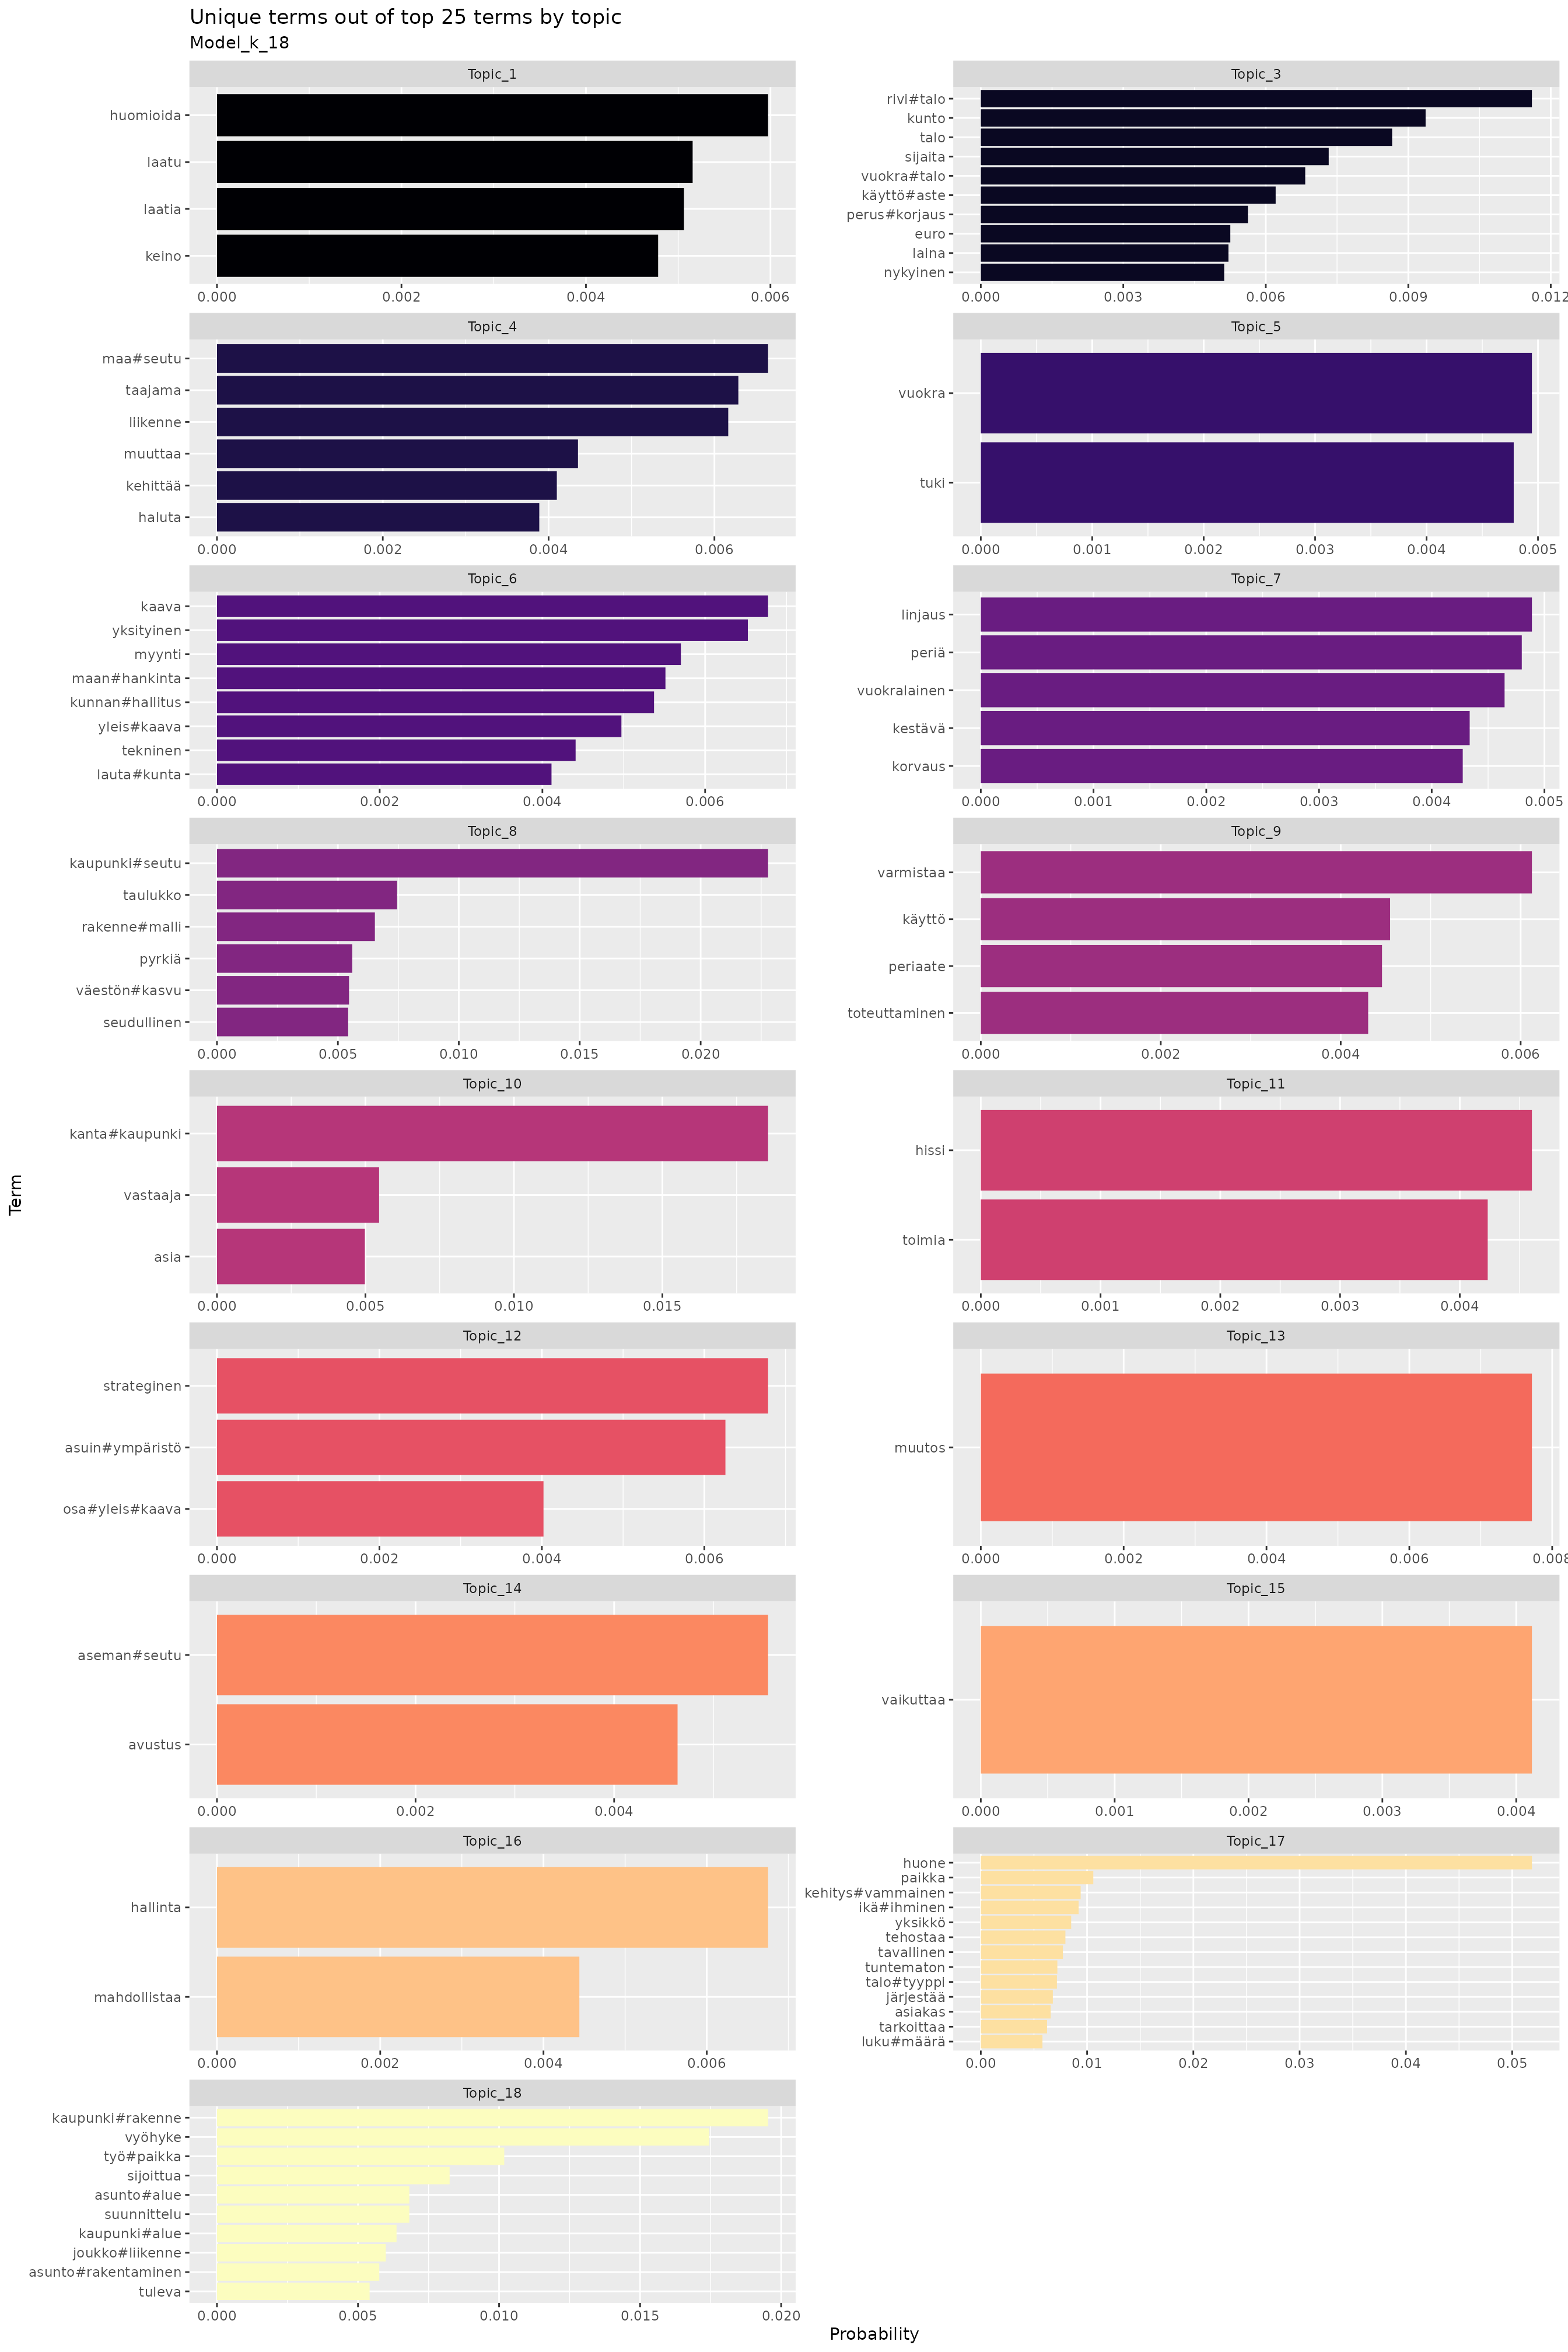 Unique terms out of top 25 terms by topic
Model_k_18
Topic_1
huomioida
laatu
laatia
keino
0.000 0.002 0.004 0.006
Topic_3
rivi#talo
kunto
talo
sijaita
vuokra#talo
käyttö#aste
perus#korjaus
euro
laina
nykyinen
0.000 0.003 0.006 0.009 0.012
Topic_4
maa#seutu
taajama
liikenne
muuttaa
kehittää
haluta
0.000 0.002 0.004 0.006
Topic_5
vuokra
tuki
0.000 0.001 0.002 0.003 0.004 0.005
Topic_6
kaava
yksityinen
myynti
maan#hankinta
kunnan#hallitus
yleis#kaava
tekninen
lauta#kunta
0.000 0.002 0.004 0.006
Topic_7
linjaus
periä
vuokralainen
kestävä
korvaus
0.000 0.001 0.002 0.003 0.004 0.005
Topic_8
kaupunki#seutu
taulukko
rakenne#malli
pyrkiä
väestön#kasvu
seudullinen
0.000 0.005 0.010 0.015 0.020
Topic_9
varmistaa
käyttö
periaate
toteuttaminen
0.000 0.002 0.004 0.006
Topic_10
kanta#kaupunki
vastaaja
asia
0.000 0.005 0.010 0.015
Topic_11
hissi
toimia
0.000 0.001 0.002 0.003 0.004
Topic_12
strateginen
asuin#ympäristö
osa#yleis#kaava
0.000 0.002 0.004 0.006
Topic_13
muutos
0.000 0.002 0.004 0.006 0.008
Topic_14
aseman#seutu
avustus
0.000 0.002 0.004
Topic_15
vaikuttaa
0.000 0.001 0.002 0.003 0.004
Topic_16
hallinta
mahdollistaa
0.000 0.002 0.004 0.006
Topic_17
huone
paikka
kehitys#vammainen
ikä#ihminen
yksikkö
tehostaa
tavallinen
tuntematon
talo#tyyppi
järjestää
asiakas
tarkoittaa
luku#määrä
0.00 0.01 0.02 0.03 0.04 0.05
Topic_18
kaupunki#rakenne
vyöhyke
työ#paikka
sijoittua
asunto#alue
suunnittelu
kaupunki#alue
joukko#liikenne
asunto#rakentaminen
tuleva
0.000 0.005 0.010 0.015 0.020
Term
Probability